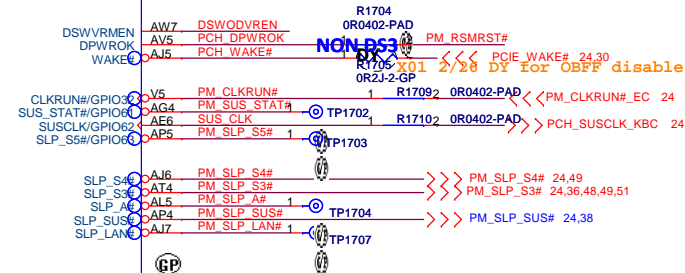 R1704
0R0402-PAD
DSWVRMEN AW7 DSWODVREN
DPWROK AV5 PCH_DPWROK 1 NON DS3 PM_RSMRST#
WAKE# AJ5 PCH_WAKE# 1 DY PCIE_WAKE# 24,30
R1705 X01 2/26 DY for OBFF disable
0R2J-2-GP
CLKRUN#/GPIO32 V5 PM_CLKRUN# 1 R1709 2 0R0402-PAD PM_CLKRUN#_EC 24
SUS_STAT#/GPIO61 AG4 PM_SUS_STAT# 1 TP1702
SUSCLK/GPIO62 AE6 SUS_CLK 1 R1710 2 0R0402-PAD PCH_SUSCLK_KBC 24
SLP_S5#/GPIO63 AP5 PM_SLP_S5# 1 TP1703
SLP_S4# AJ6 PM_SLP_S4# PM_SLP_S4# 24,49
SLP_S3# AT4 PM_SLP_S3# PM_SLP_S3# 24,36,48,49,51
SLP_A# AL5 PM_SLP_A# 1 TP1704
SLP_SUS# AP4 PM_SLP_SUS# PM_SLP_SUS# 24,38
SLP_LAN# AJ7 PM_SLP_LAN# 1 TP1707
GP